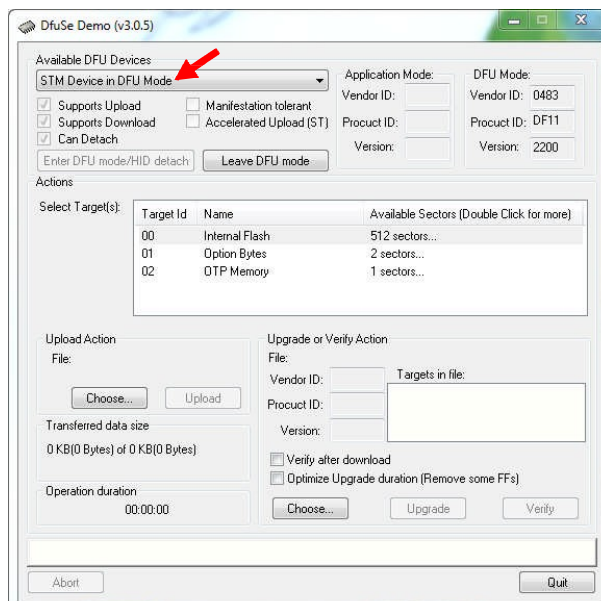 DfuSe Demo (v3.0.5)
Available DFU Devices
STM Device in DFU Mode
Supports Upload
Manifestation tolerant
Supports Download
Accelerated Upload (ST)
Can Detach
Enter DFU mode/HID detach
Leave DFU mode
Application Mode:
Vendor ID:
Procuct ID:
Version:
DFU Mode:
Vendor ID: 0483
Procuct ID: DF11
Version: 2200
Actions
Select Target(s):
Target Id Name Available Sectors (Double Click for more)
00 Internal Flash 512 sectors...
01 Option Bytes 2 sectors...
02 OTP Memory 1 sectors...
Upload Action
File:
Choose... Upload
Transferred data size
0 KB(0 Bytes) of 0 KB(0 Bytes)
Operation duration
00:00:00
Upgrade or Verify Action
File:
Vendor ID:
Procuct ID:
Version:
Targets in file:
Verify after download
Optimize Upgrade duration (Remove some FFs)
Choose... Upgrade Verify
Abort Quit